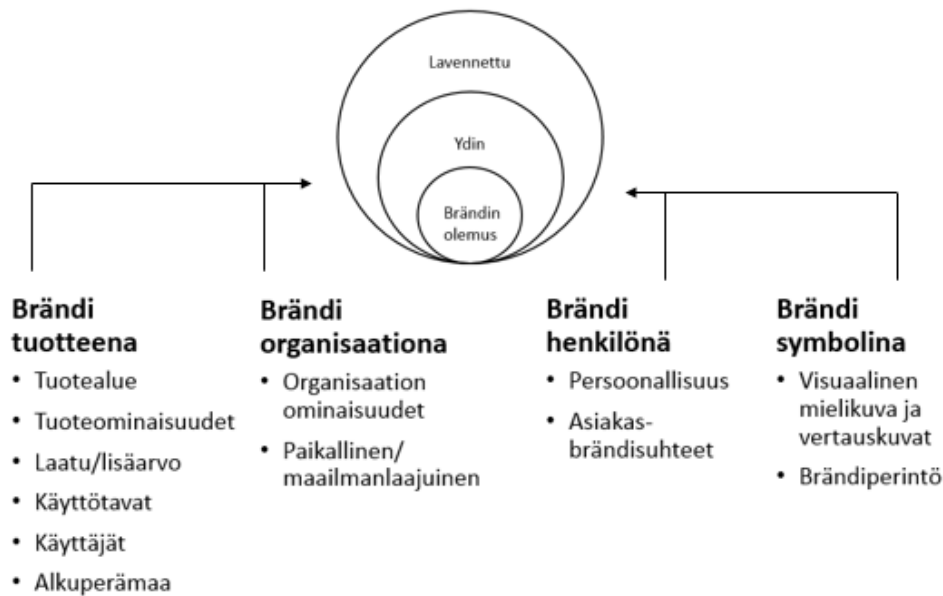 Lavennettu
Ydin
Brändin
olemus
Brändi
tuotteena
• Tuotealue
• Tuoteominaisuudet
• Laatu/lisäarvo
• Käyttötavat
• Käyttäjät
• Alkuperämaa
Brändi
organisaationa
• Organisaation
ominaisuudet
• Paikallinen/
maailmanlaajuinen
Brändi
henkilönä
• Persoonallisuus
• Asiakas-
brändisuhteet
Brändi
symbolina
• Visuaalinen
mielikuva ja
vertauskuvat
• Brändiperintö